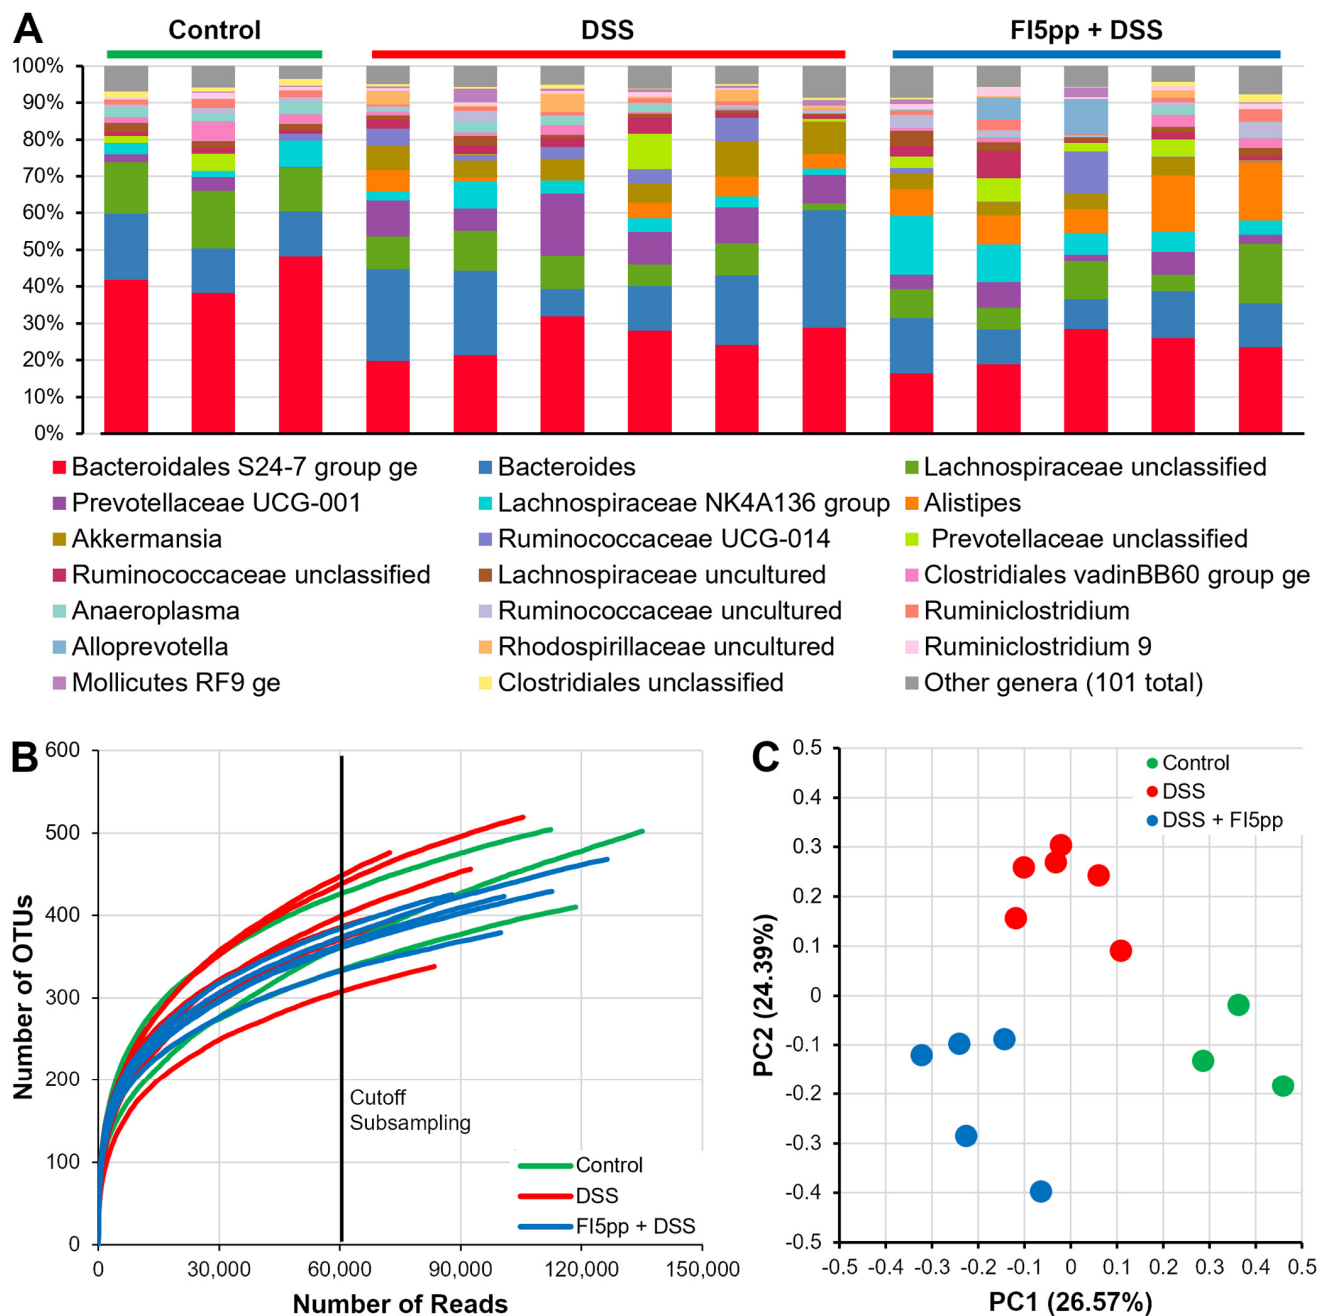 A
Control DSS FI5pp + DSS
100%
90%
80%
70%
60%
50%
40%
30%
20%
10%
0%
Bacteroidales S24-7 group ge Bacteroides Lachnospiraceae unclassified
Prevotellaceae UCG-001 Lachnospiraceae NK4A136 group Alistipes
Akkermansia Ruminococcaceae UCG-014 Prevotellaceae unclassified
Ruminococcaceae unclassified Lachnospiraceae uncultured Clostridiales vadinBB60 group ge
Anaeroplasma Ruminococcaceae uncultured Ruminiclostridium
Alloprevotella Rhodospirillaceae uncultured Ruminiclostridium 9
Mollicutes RF9 ge Clostridiales unclassified Other genera (101 total)
B
Number of OTUs
600
500
400
300
200
100
0
Cutoff
Subsampling
Control
DSS
FI5pp + DSS
0 30,000 60,000 90,000 120,000 150,000
Number of Reads
C
PC2 (24.39%)
0.5
0.4
0.3
0.2
0.1
0
-0.1
-0.2
-0.3
-0.4
-0.5
Control
DSS
DSS + FI5pp
-0.5 -0.4 -0.3 -0.2 -0.1 0 0.1 0.2 0.3 0.4 0.5
PC1 (26.57%)